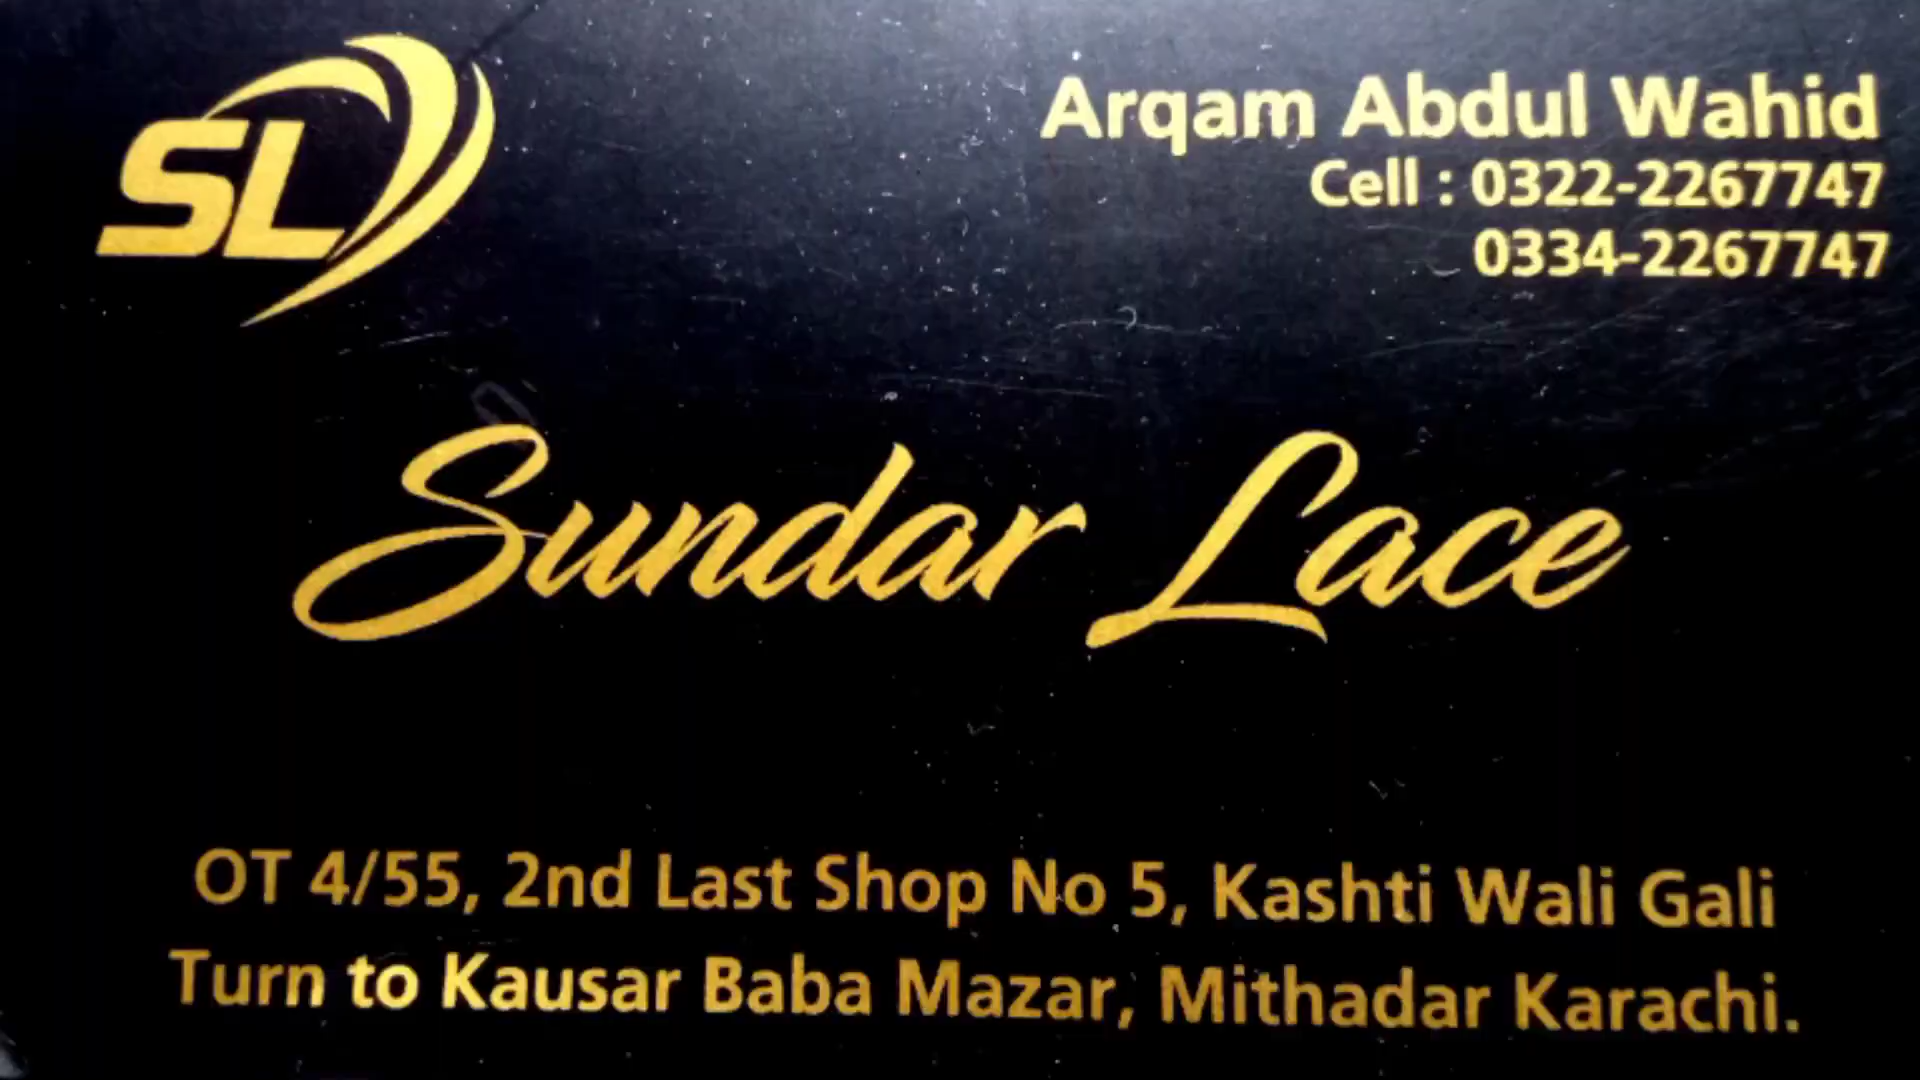 SL
Arqam Abdul Wahid
Cell : 0322-2267747
0334-2267747
Sundar Lace
OT 4/55, 2nd Last Shop No 5, Kashti Wali Gali
Turn to Kausar Baba Mazar, Mithadar Karachi.